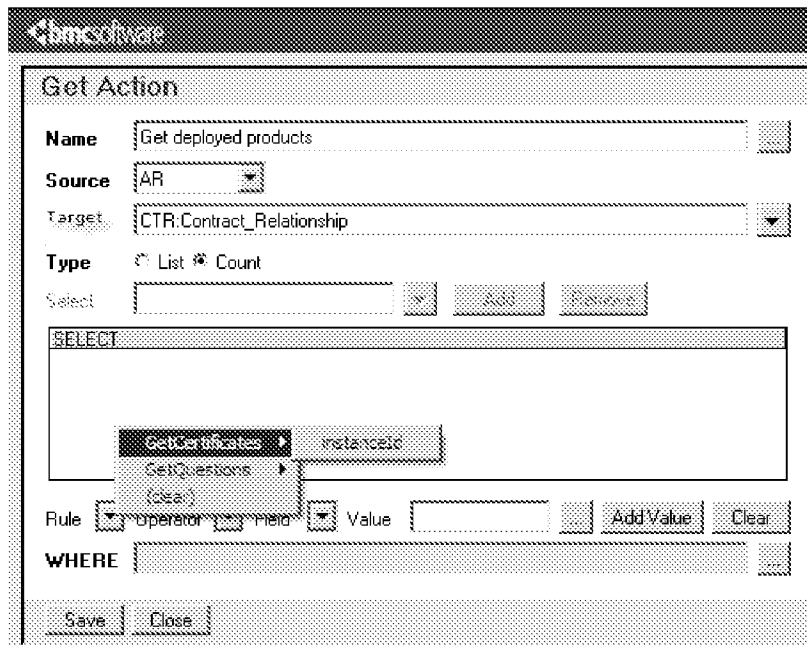 bmcsoftware
Get Action
Name Get deployed products ...
Source AR
Target CTR:Contract_Relationship
Type List Count
Select Add Remove
SELECT
GetCertificates instanceId
GetQuestions
(clear)
Rule Operator Field Value ... Add Value Clear
WHERE ...
Save Close